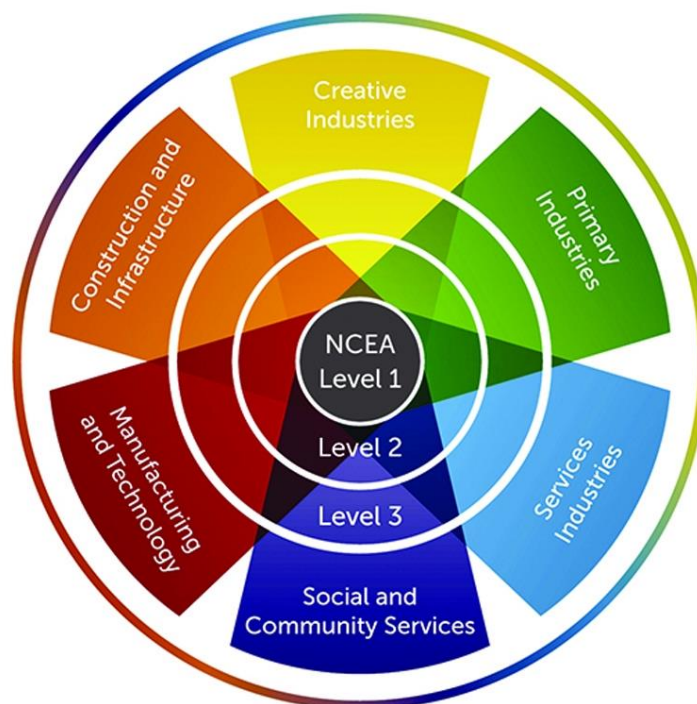 Creative
Industries
Construction and
Infrastructure
Primary
Industries
NCEA
Level 1
Manufacturing
and Technology
Level 2
Services
Industries
Level 3
Social and
Community Services